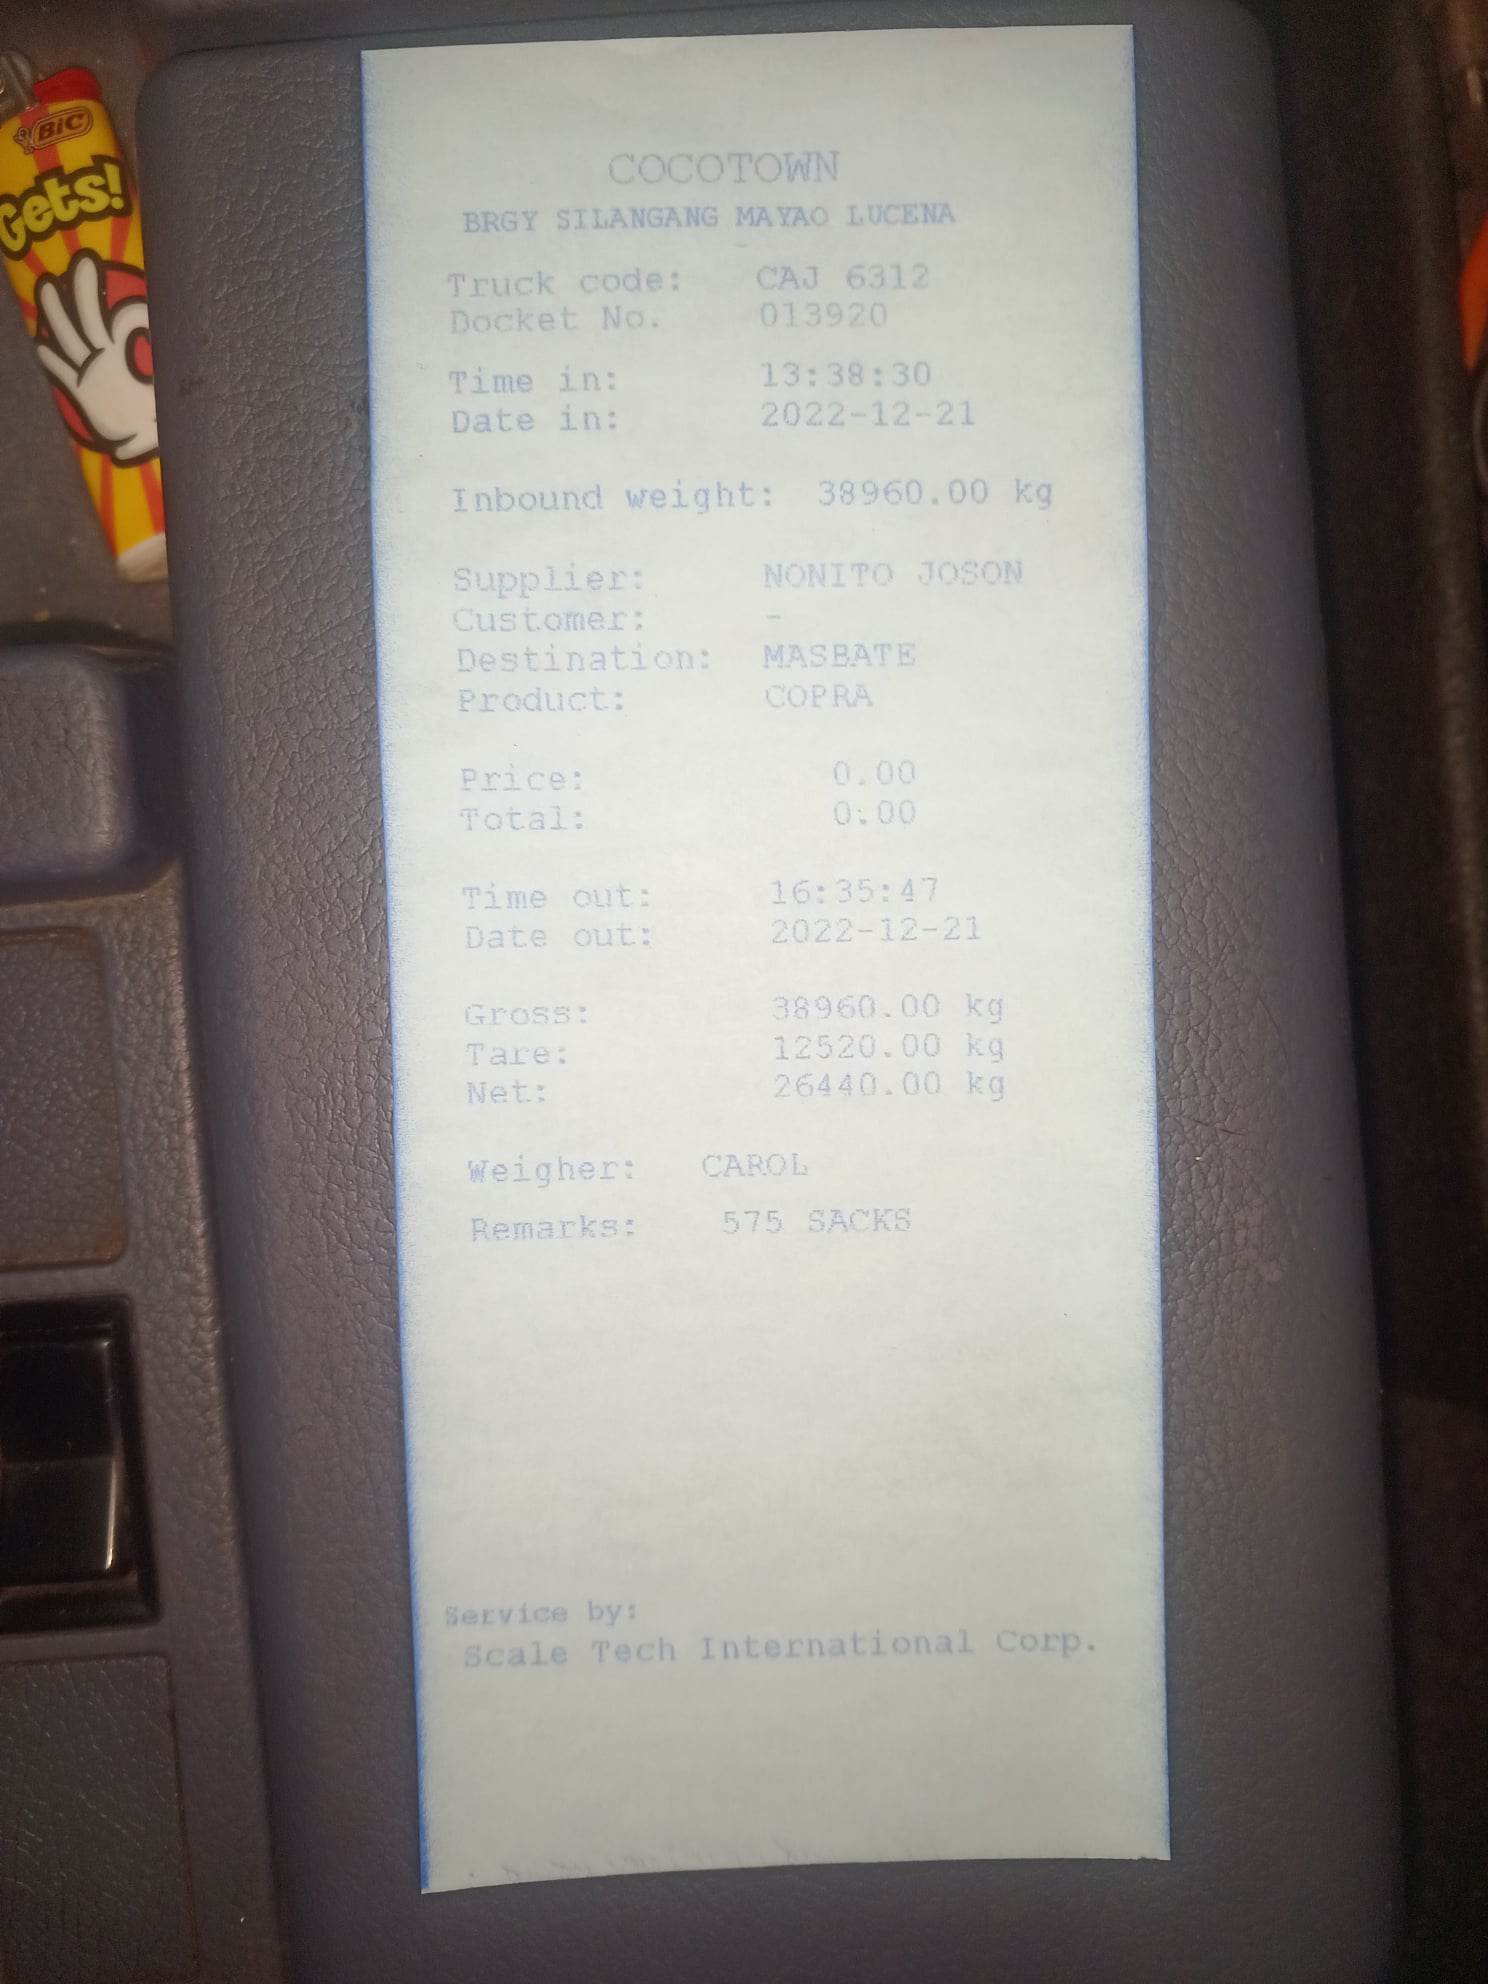 BIC
Gets!
COCOTOWN
BRGY SILANGANG MAYAO LUCENA
Truck code: CAJ 6312
Docket No. 013920
Time in: 13:38:30
Date in: 2022-12-21
Inbound weight: 38960.00 kg
Supplier: NONITO JOSON
Customer: -
Destination: MASBATE
Product: COPRA
Price: 0.00
Total: 0.00
Time out: 16:35:47
Date out: 2022-12-21
Gross: 38960.00 kg
Tare: 12520.00 kg
Net: 26440.00 kg
Weigher: CAROL
Remarks: 575 SACKS
Service by:
Scale Tech International Corp.